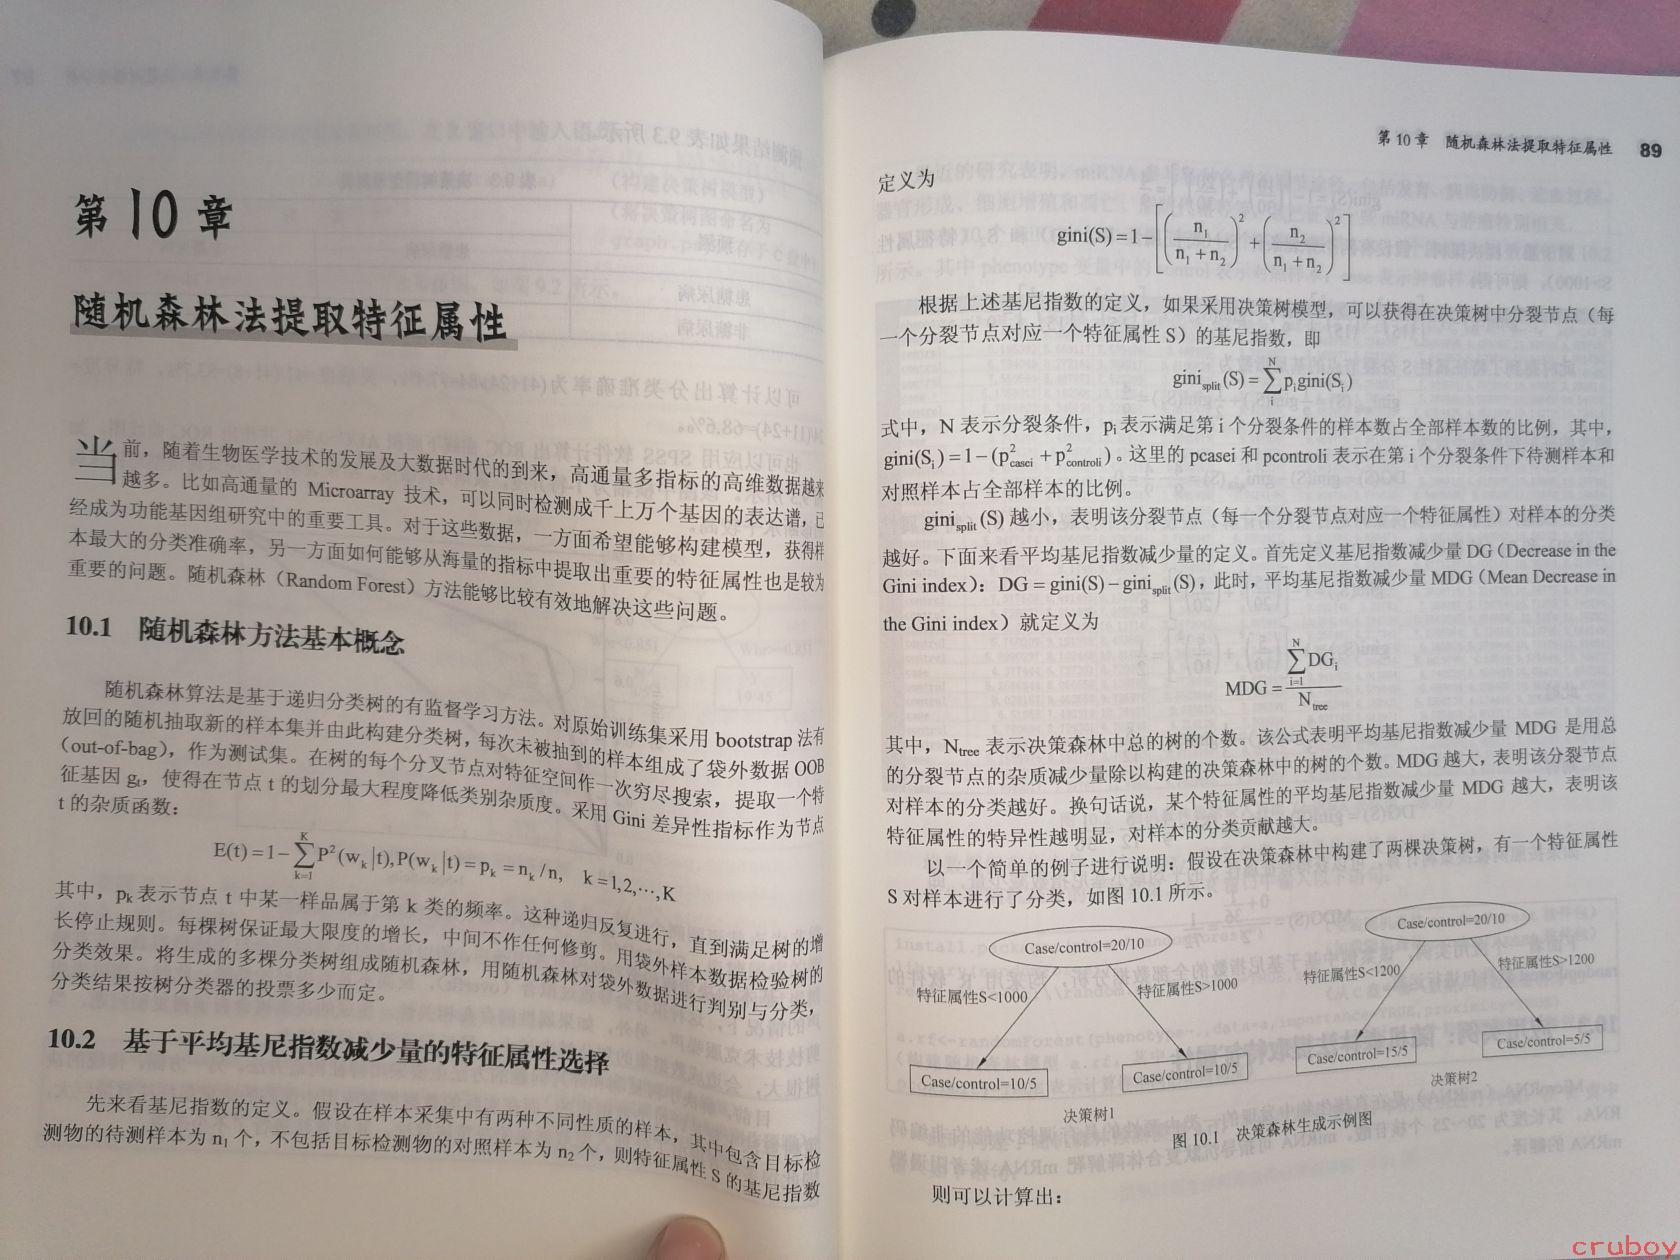 第10章
随机森林法提取特征属性
当前，随着生物医学技术的发展及大数据时代的到来，高通量多指标的高维数据越来
越多。比如高通量的 Microarray 技术，可以同时检测成千上万个基因的表达谱，已
经成为功能基因组研究中的重要工具。对于这些数据，一方面希望能够构建模型，获得样
本最大的分类准确率，另一方面如何能够从海量的指标中提取出重要的特征属性也是较为
重要的问题。随机森林（Random Forest）方法能够比较有效地解决这些问题。
10.1 随机森林方法基本概念
随机森林算法是基于递归分类树的有监督学习方法。对原始训练集采用 bootstrap 法有
放回的随机抽取新的样本集并由此构建分类树，每次未被抽到的样本组成了袋外数据 OOB
（out-of-bag），作为测试集。在树的每个分叉节点对特征空间作一次穷尽搜索，提取一个特
征基因 gt，使得在节点 t 的划分最大程度降低类别杂质度。采用 Gini 差异性指标作为节点
t 的杂质函数：
E(t)=1−∑_{k=1}^{K}P²(w_k|t),P(w_k|t)=p_k=n_k/n, k=1,2,⋯,K
其中，pk表示节点 t 中某一样品属于第 k 类的频率。这种递归反复进行，直到满足树的增
长停止规则。每棵树保证最大限度的增长，中间不作任何修剪。用袋外样本数据检验树的
分类效果。将生成的多棵分类树组成随机森林，用随机森林对袋外数据进行判别与分类，
分类结果按树分类器的投票多少而定。
10.2 基于平均基尼指数减少量的特征属性选择
先来看基尼指数的定义。假设在样本采集中有两种不同性质的样本，其中包含目标检
测物的待测样本为 n₁ 个，不包括目标检测物的对照样本为 n₂ 个，则特征属性 S 的基尼指数
第 10 章 随机森林法提取特征属性 89
定义为
gini(S)=1−[(n₁/(n₁+n₂))²+(n₂/(n₁+n₂))²]
根据上述基尼指数的定义，如果采用决策树模型，可以获得在决策树中分裂节点（每
一个分裂节点对应一个特征属性 S）的基尼指数，即
gini_split(S)=∑_{i}^{N}p_i gini(S_i)
式中，N 表示分裂条件，pi表示满足第 i 个分裂条件的样本数占全部样本数的比例，其中，
gini(S_i)=1−(p²_casei+p²_controli)。这里的 pcasei 和 pcontroli 表示在第 i 个分裂条件下待测样本和
对照样本占全部样本的比例。
gini_split(S) 越小，表明该分裂节点（每一个分裂节点对应一个特征属性）对样本的分类
越好。下面来看平均基尼指数减少量的定义。首先定义基尼指数减少量 DG（Decrease in the
Gini index）：DG=gini(S)−gini_split(S)，此时，平均基尼指数减少量 MDG（Mean Decrease in
the Gini index）就定义为
MDG=∑_{i=1}^{N}DG_i/N_tree
其中，Ntree 表示决策森林中总的树的个数。该公式表明平均基尼指数减少量 MDG 是用总
的分裂节点的杂质减少量除以构建的决策森林中的树的个数。MDG 越大，表明该分裂节点
对样本的分类越好。换句话说，某个特征属性的平均基尼指数减少量 MDG 越大，表明该
特征属性的特异性越明显，对样本的分类贡献越大。
以一个简单的例子进行说明：假设在决策森林中构建了两棵决策树，有一个特征属性
S 对样本进行了分类，如图 10.1 所示。
Case/control=20/10
特征属性S<1000
特征属性S>1000
Case/control=10/5
Case/control=10/5
决策树1
Case/control=20/10
特征属性S<1200
特征属性S>1200
Case/control=15/5
Case/control=5/5
决策树2
图 10.1 决策森林生成示例图
则可以计算出：
cruboy